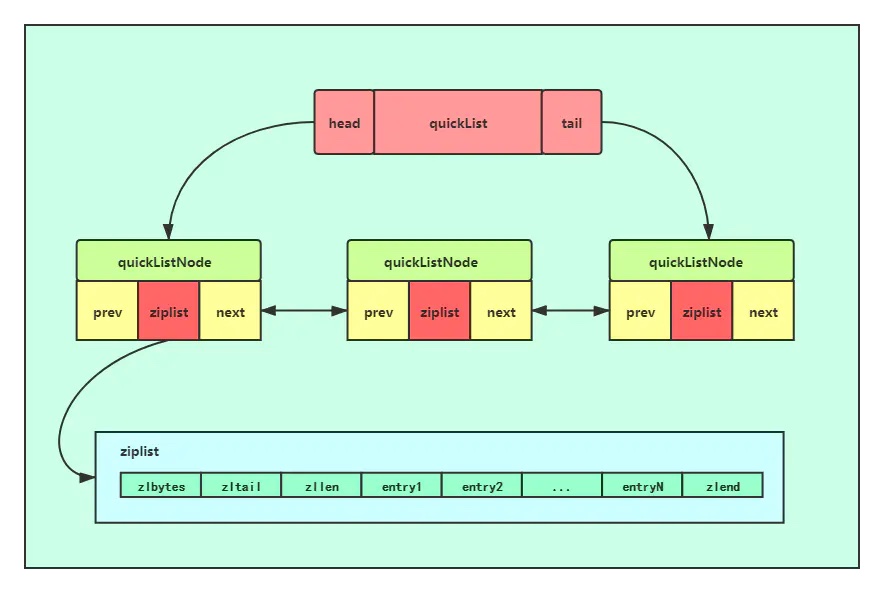 head quickList tail
quickListNode quickListNode quickListNode
prev ziplist next prev ziplist next prev ziplist next
ziplist
zlbytes zltail zllen entry1 entry2 ... entryN zlend